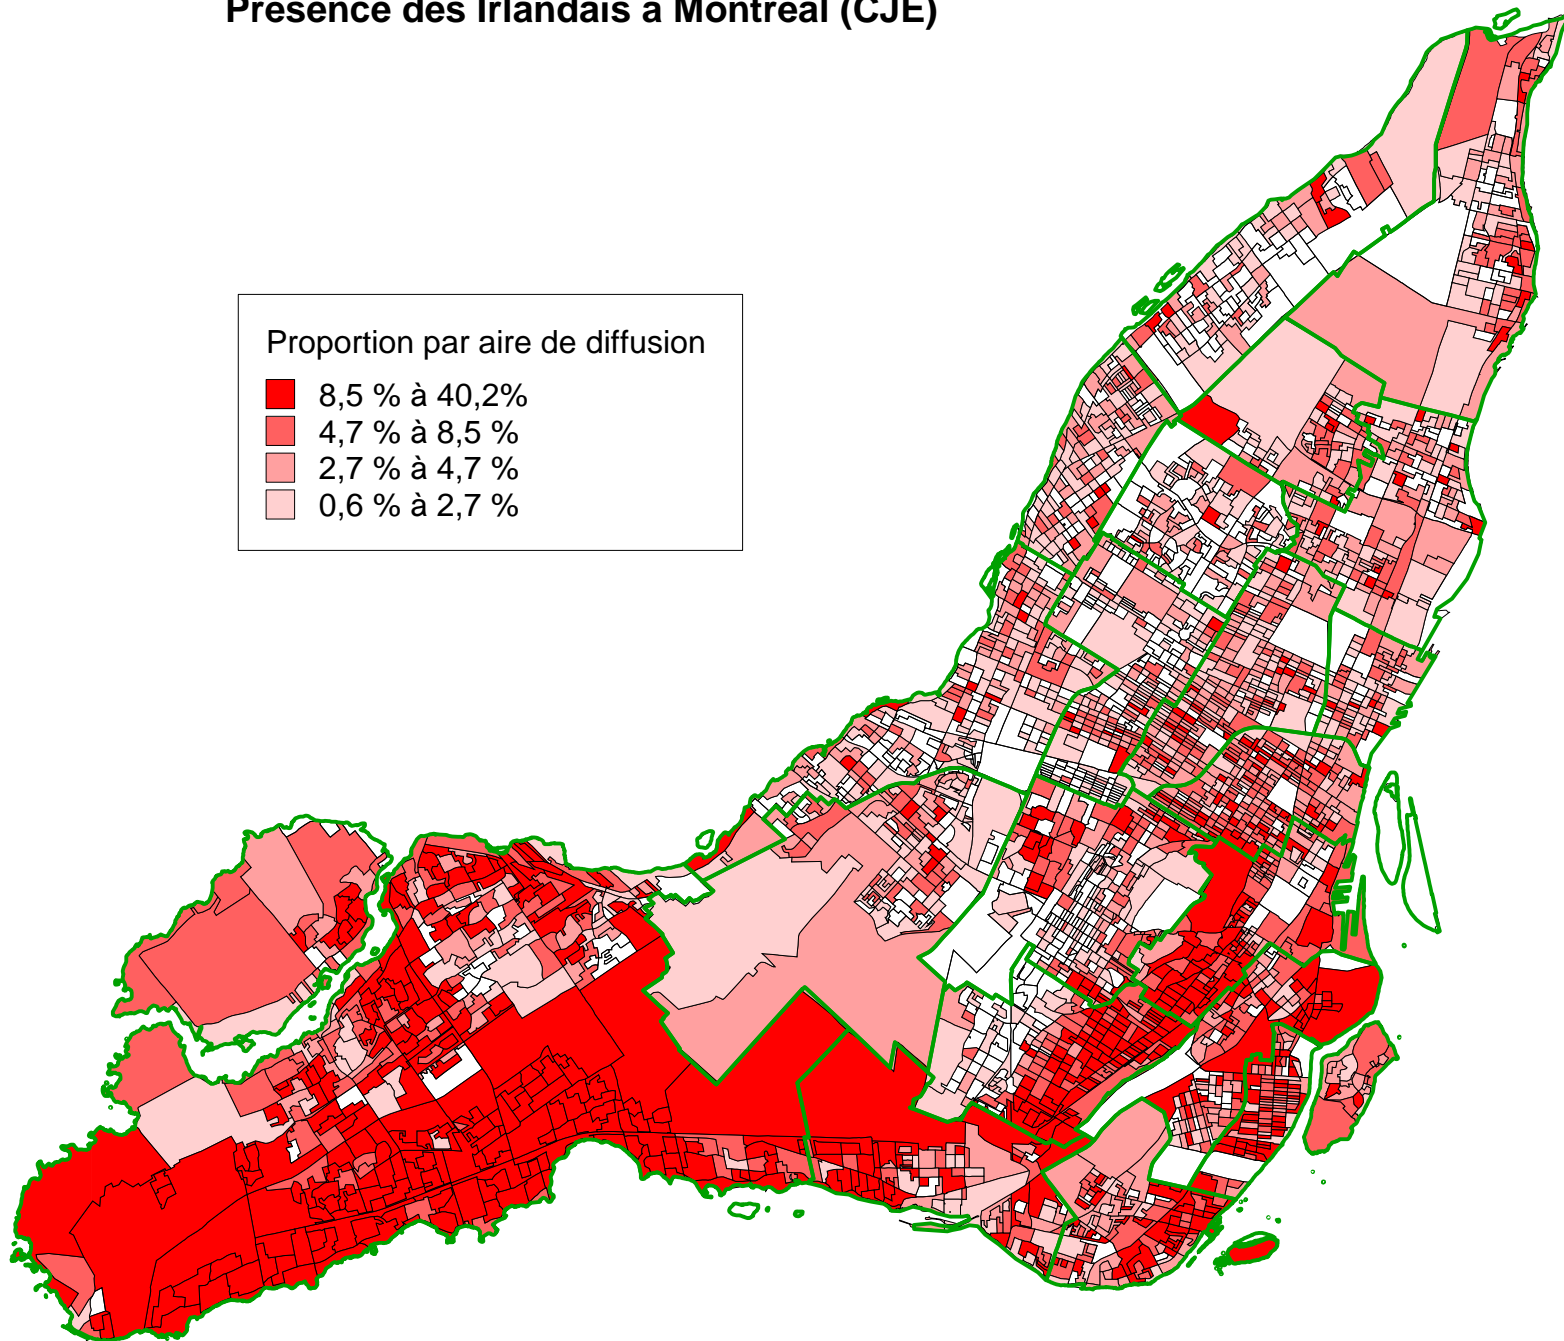 Présence des Irlandais à Montréal (CJE)
Proportion par aire de diffusion
8,5 % à 40,2%
4,7 % à 8,5 %
2,7 % à 4,7 %
0,6 % à 2,7 %